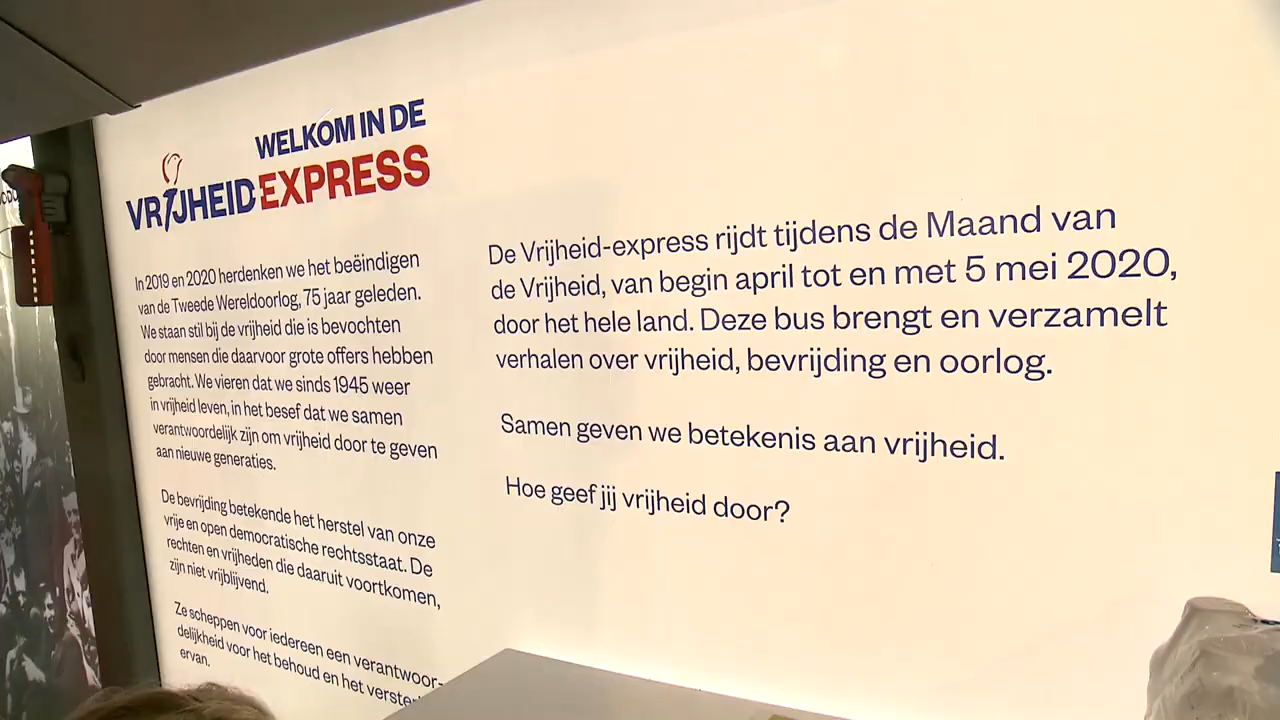 WELKOM IN DE
VRIJHEID EXPRESS
In 2019 en 2020 herdenken we het beëindigen
van de Tweede Wereldoorlog, 75 jaar geleden.
We staan stil bij de vrijheid die is bevochten
door mensen die daarvoor grote offers hebben
gebracht. We vieren dat we sinds 1945 weer
in vrijheid leven, in het besef dat we samen
verantwoordelijk zijn om vrijheid door te geven
aan nieuwe generaties.
De bevrijding betekende het herstel van onze
vrije en open democratische rechtsstaat. De
rechten en vrijheden die daaruit voortkomen,
zijn niet vrijblijvend.
Ze scheppen voor iedereen een verantwoor-
delijkheid voor het behoud en het verster
ervan.
De Vrijheid-express rijdt tijdens de Maand van
de Vrijheid, van begin april tot en met 5 mei 2020,
door het hele land. Deze bus brengt en verzamelt
verhalen over vrijheid, bevrijding en oorlog.
Samen geven we betekenis aan vrijheid.
Hoe geef jij vrijheid door?